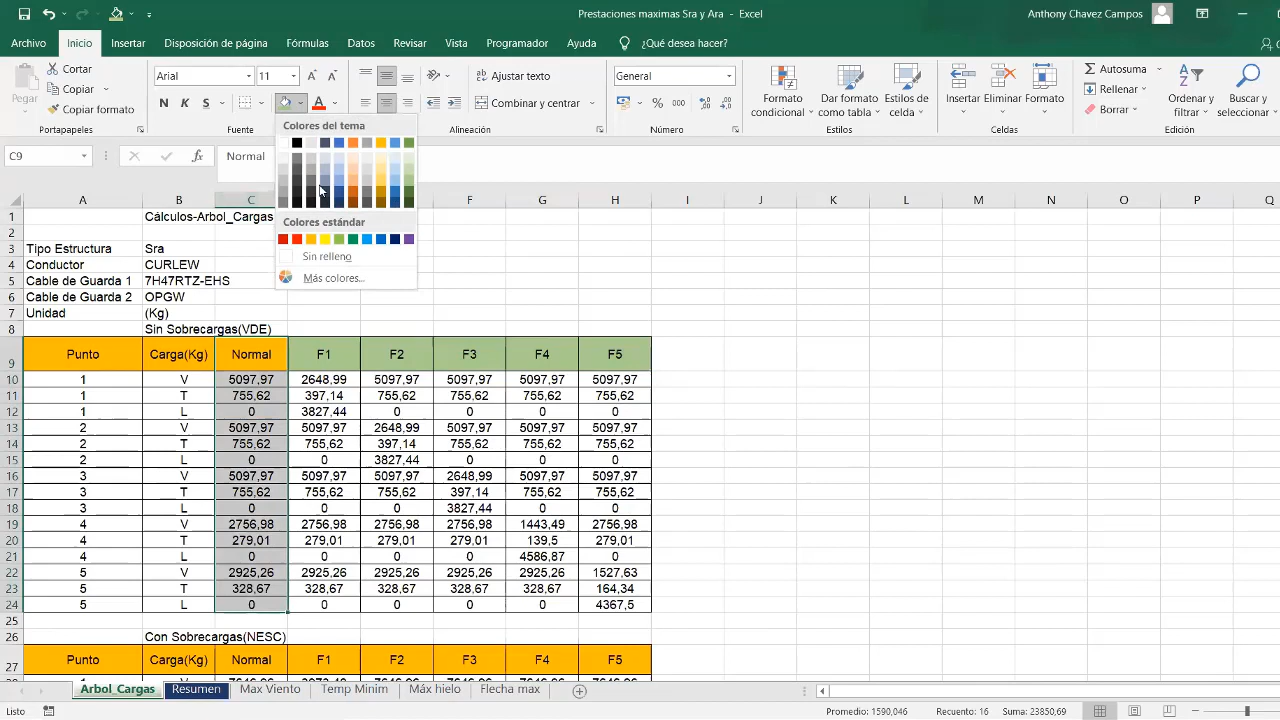 Prestaciones maximas Sra y Ara - Excel
Anthony Chavez Campos
Archivo Inicio Insertar Disposición de página Fórmulas Datos Revisar Vista Programador Ayuda ¿Qué desea hacer?
Pegar
Cortar
Copiar
Copiar formato
Portapapeles
Arial 11
N K S
Fuente
Ajustar texto
Combinar y centrar
Alineación
General
% 000
Número
Formato condicional
Dar formato como tabla
Estilos de celda
Estilos
Insertar Eliminar Formato
Celdas
Autosuma
Rellenar
Borrar
Ordenar y filtrar
Buscar y seleccionar
C9 fx Normal
Colores del tema
Colores estándar
Sin relleno
Más colores...
A B C F G H I J K L M N O P Q
1 Cálculos-Arbol_Cargas
2
3 Tipo Estructura Sra
4 Conductor CURLEW
5 Cable de Guarda 1 7H47RTZ-EHS
6 Cable de Guarda 2 OPGW
7 Unidad (Kg)
8 Sin Sobrecargas(VDE)
9 Punto Carga(Kg) Normal F1 F2 F3 F4 F5
10 1 V 5097,97 2648,99 5097,97 5097,97 5097,97 5097,97
11 1 T 755,62 397,14 755,62 755,62 755,62 755,62
12 1 L 0 3827,44 0 0 0 0
13 2 V 5097,97 5097,97 2648,99 5097,97 5097,97 5097,97
14 2 T 755,62 755,62 397,14 755,62 755,62 755,62
15 2 L 0 0 3827,44 0 0 0
16 3 V 5097,97 5097,97 5097,97 2648,99 5097,97 5097,97
17 3 T 755,62 755,62 755,62 397,14 755,62 755,62
18 3 L 0 0 0 3827,44 0 0
19 4 V 2756,98 2756,98 2756,98 2756,98 1443,49 2756,98
20 4 T 279,01 279,01 279,01 279,01 139,5 279,01
21 4 L 0 0 0 0 4586,87 0
22 5 V 2925,26 2925,26 2925,26 2925,26 2925,26 1527,63
23 5 T 328,67 328,67 328,67 328,67 328,67 164,34
24 5 L 0 0 0 0 0 4367,5
25
26 Con Sobrecargas(NESC)
27 Punto Carga(Kg) Normal F1 F2 F3 F4 F5
Arbol_Cargas Resumen Max Viento Temp Minim Máx hielo Flecha max
Listo Promedio: 1590,046 Recuento: 16 Suma: 23850,69